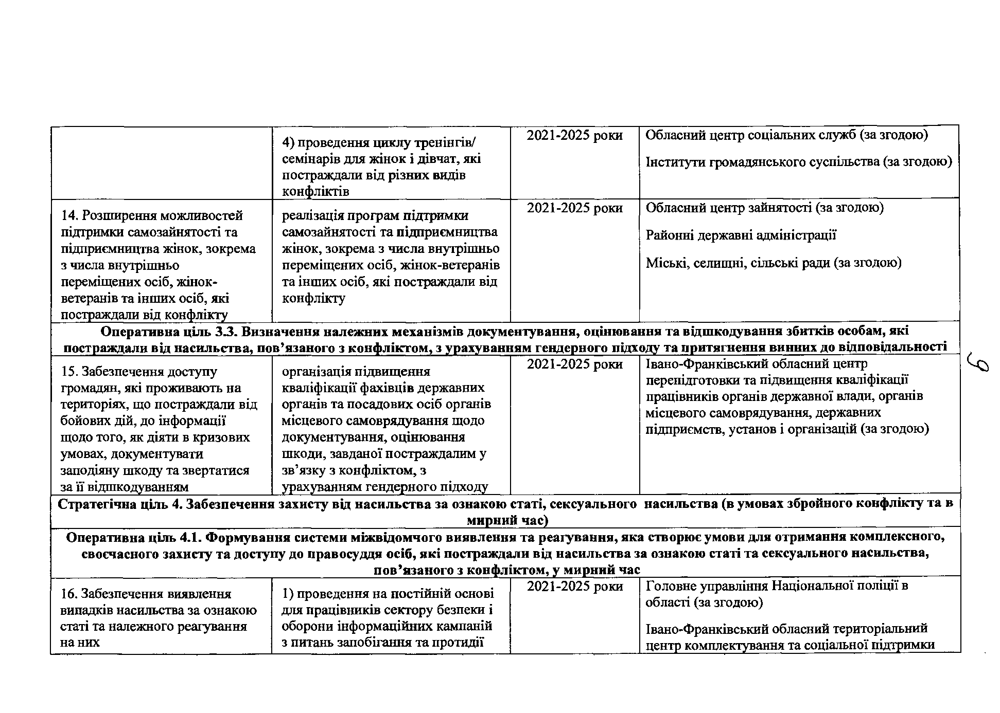 4) проведення циклу тренінгів/
семінарів для жінок і дівчат, які
постраждали від різних видів
конфліктів
2021-2025 роки
Обласний центр соціальних служб (за згодою)
Інститути громадянського суспільства (за згодою)
14. Розширення можливостей
підтримки самозайнятості та
підприємництва жінок, зокрема
з числа внутрішньо
переміщених осіб, жінок-
ветеранів та інших осіб, які
постраждали від конфлікту
реалізація програм підтримки
самозайнятості та підприємництва
жінок, зокрема з числа внутрішньо
переміщених осіб, жінок-ветеранів
та інших осіб, які постраждали від
конфлікту
2021-2025 роки
Обласний центр зайнятості (за згодою)
Районні державні адміністрації
Міські, селищні, сільські ради (за згодою)
Оперативна ціль 3.3. Визначення належних механізмів документування, оцінювання та відшкодування збитків особам, які
постраждали від насильства, пов’язаного з конфліктом, з урахуванням гендерного підходу та притягнення винних до відповідальності
15. Забезпечення доступу
громадян, які проживають на
територіях, що постраждали від
бойових дій, до інформації
щодо того, як діяти в кризових
умовах, документувати
заподіяну шкоду та звертатися
за її відшкодуванням
організація підвищення
кваліфікації фахівців державних
органів та посадових осіб органів
місцевого самоврядування щодо
документування, оцінювання
шкоди, завданої постраждалим у
зв’язку з конфліктом, з
урахуванням гендерного підходу
2021-2025 роки
Івано-Франківський обласний центр
перепідготовки та підвищення кваліфікації
працівників органів державної влади, органів
місцевого самоврядування, державних
підприємств, установ і організацій (за згодою)
9
Стратегічна ціль 4. Забезпечення захисту від насильства за ознакою статі, сексуального насильства (в умовах збройного конфлікту та в
мирний час)
Оперативна ціль 4.1. Формування системи міжвідомчого виявлення та реагування, яка створює умови для отримання комплексного,
своєчасного захисту та доступу до правосуддя осіб, які постраждали від насильства за ознакою статі та сексуального насильства,
пов’язаного з конфліктом, у мирний час
16. Забезпечення виявлення
випадків насильства за ознакою
статі та належного реагування
на них
1) проведення на постійній основі
для працівників сектору безпеки і
оборони інформаційних кампаній
з питань запобігання та протидії
2021-2025 роки
Головне управління Національної поліції в
області (за згодою)
Івано-Франківський обласний територіальний
центр комплектування та соціальної підтримки